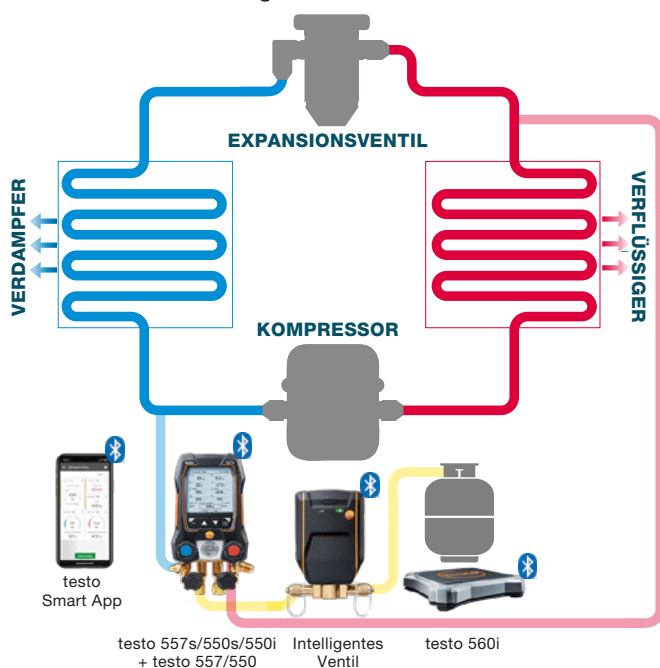 EXPANSIONSVENTIL
VERDAMPFER
VERFLÜSSIGER
KOMPRESSOR
T
testo
Smart App
testo 557s/550s/550i
+ testo 557/550
Intelligentes
Ventil
testo 560i